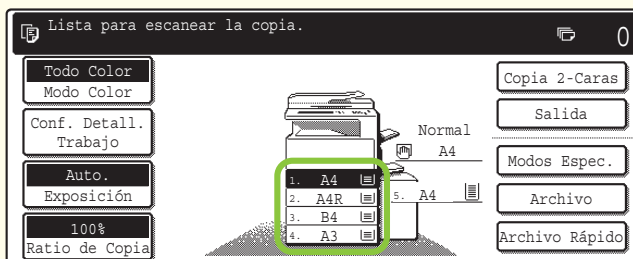 Lista para escanear la copia.
0
Todo Color
Modo Color
Conf. Detall.
Trabajo
Auto.
Exposición
100%
Ratio de Copia
Normal
A4
1. A4
2. A4R
3. B4
4. A3
5. A4
Copia 2-Caras
Salida
Modos Espec.
Archivo
Archivo Rápido